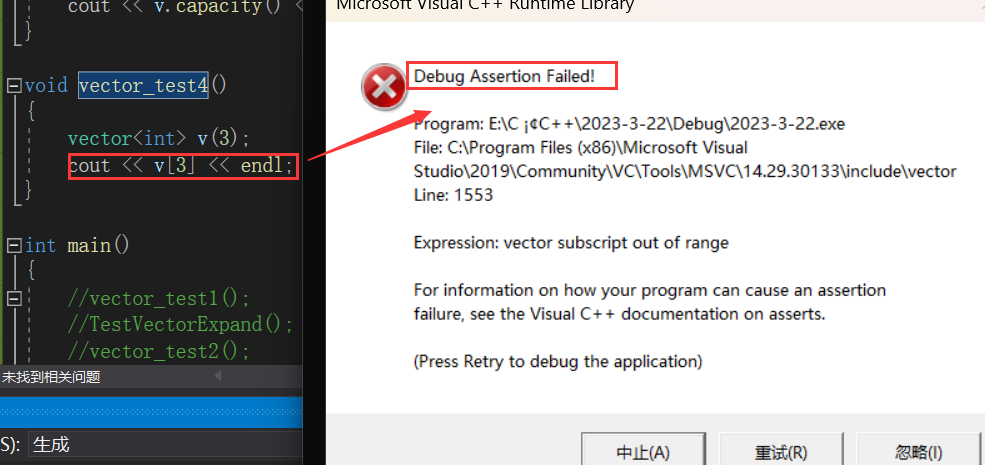 cout << v.capacity() <
}
void vector_test4()
{
vector<int> v(3);
cout << v[3] << endl;
}
int main()
{
//vector_test1();
//TestVectorExpand();
//vector_test2();
未找到相关问题
S): 生成
Microsoft Visual C++ Runtime Library
Debug Assertion Failed!
Program: E:\C ¡¢C++\2023-3-22\Debug\2023-3-22.exe
File: C:\Program Files (x86)\Microsoft Visual
Studio\2019\Community\VC\Tools\MSVC\14.29.30133\include\vector
Line: 1553
Expression: vector subscript out of range
For information on how your program can cause an assertion
failure, see the Visual C++ documentation on asserts.
(Press Retry to debug the application)
中止(A)
重试(R)
忽略(I)